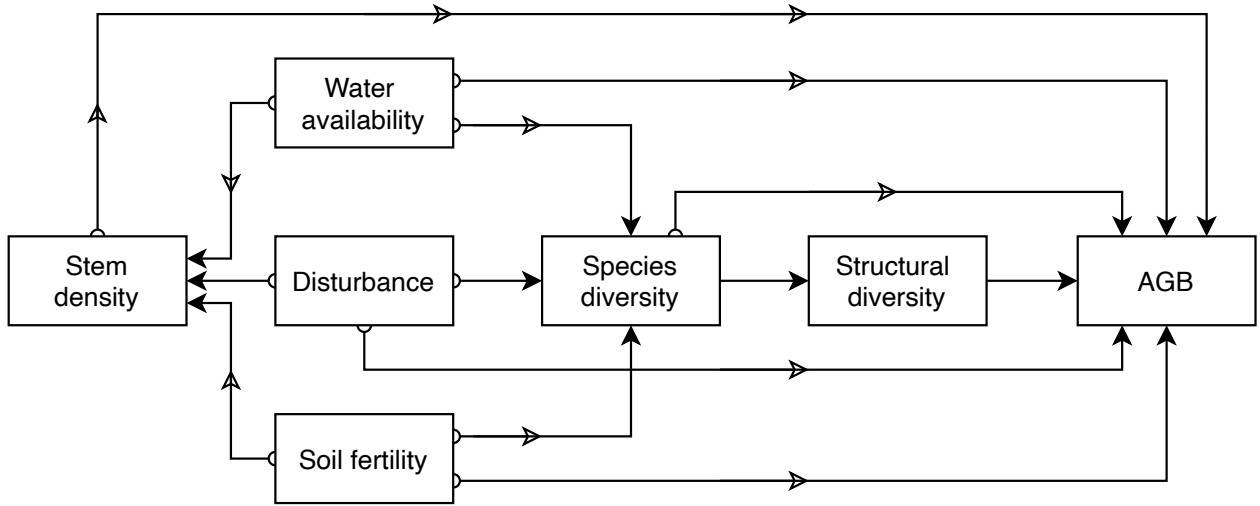 Water
availability
Stem
density
Disturbance
Species
diversity
Structural
diversity
AGB
Soil fertility